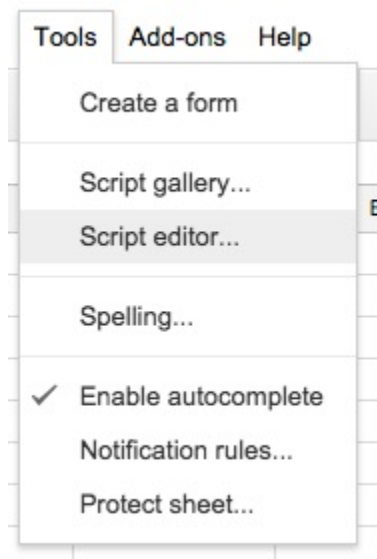 Tools Add-ons Help
Create a form
Script gallery...
Script editor...
Spelling...
Enable autocomplete
Notification rules...
Protect sheet...